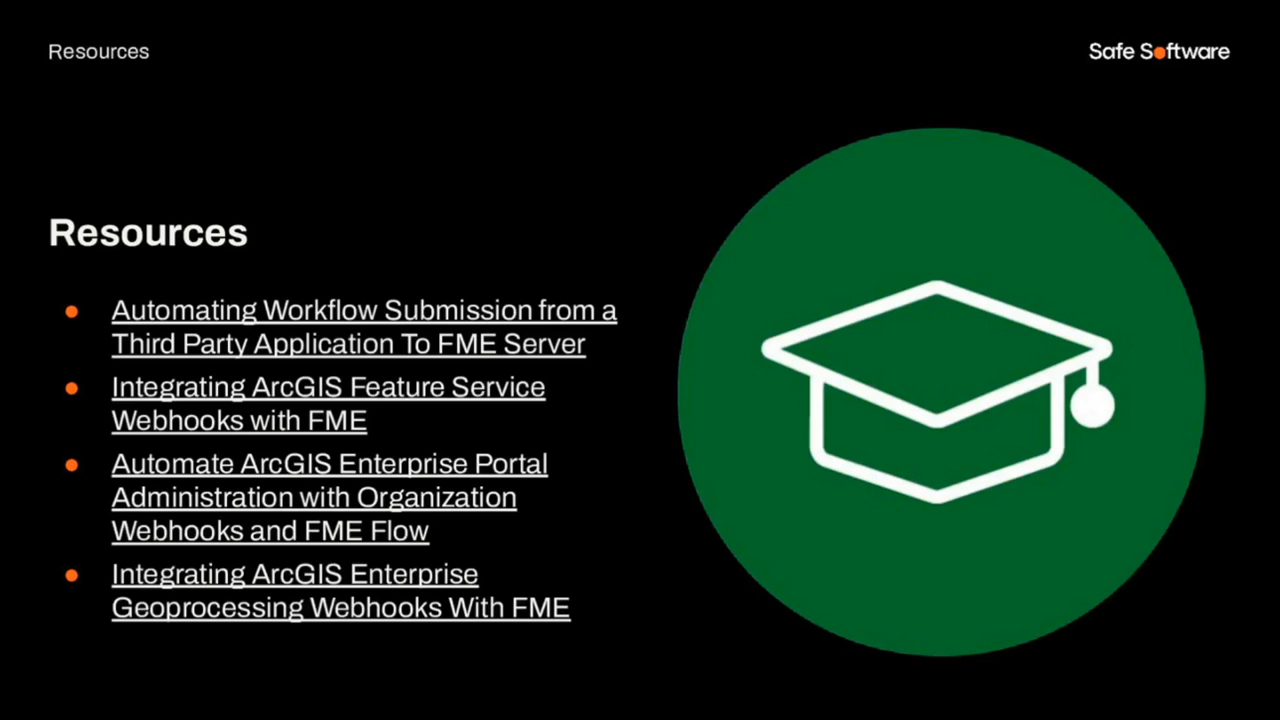 Resources
Safe Software
Resources
Automating Workflow Submission from a
Third Party Application To FME Server
Integrating ArcGIS Feature Service
Webhooks with FME
Automate ArcGIS Enterprise Portal
Administration with Organization
Webhooks and FME Flow
Integrating ArcGIS Enterprise
Geoprocessing Webhooks With FME